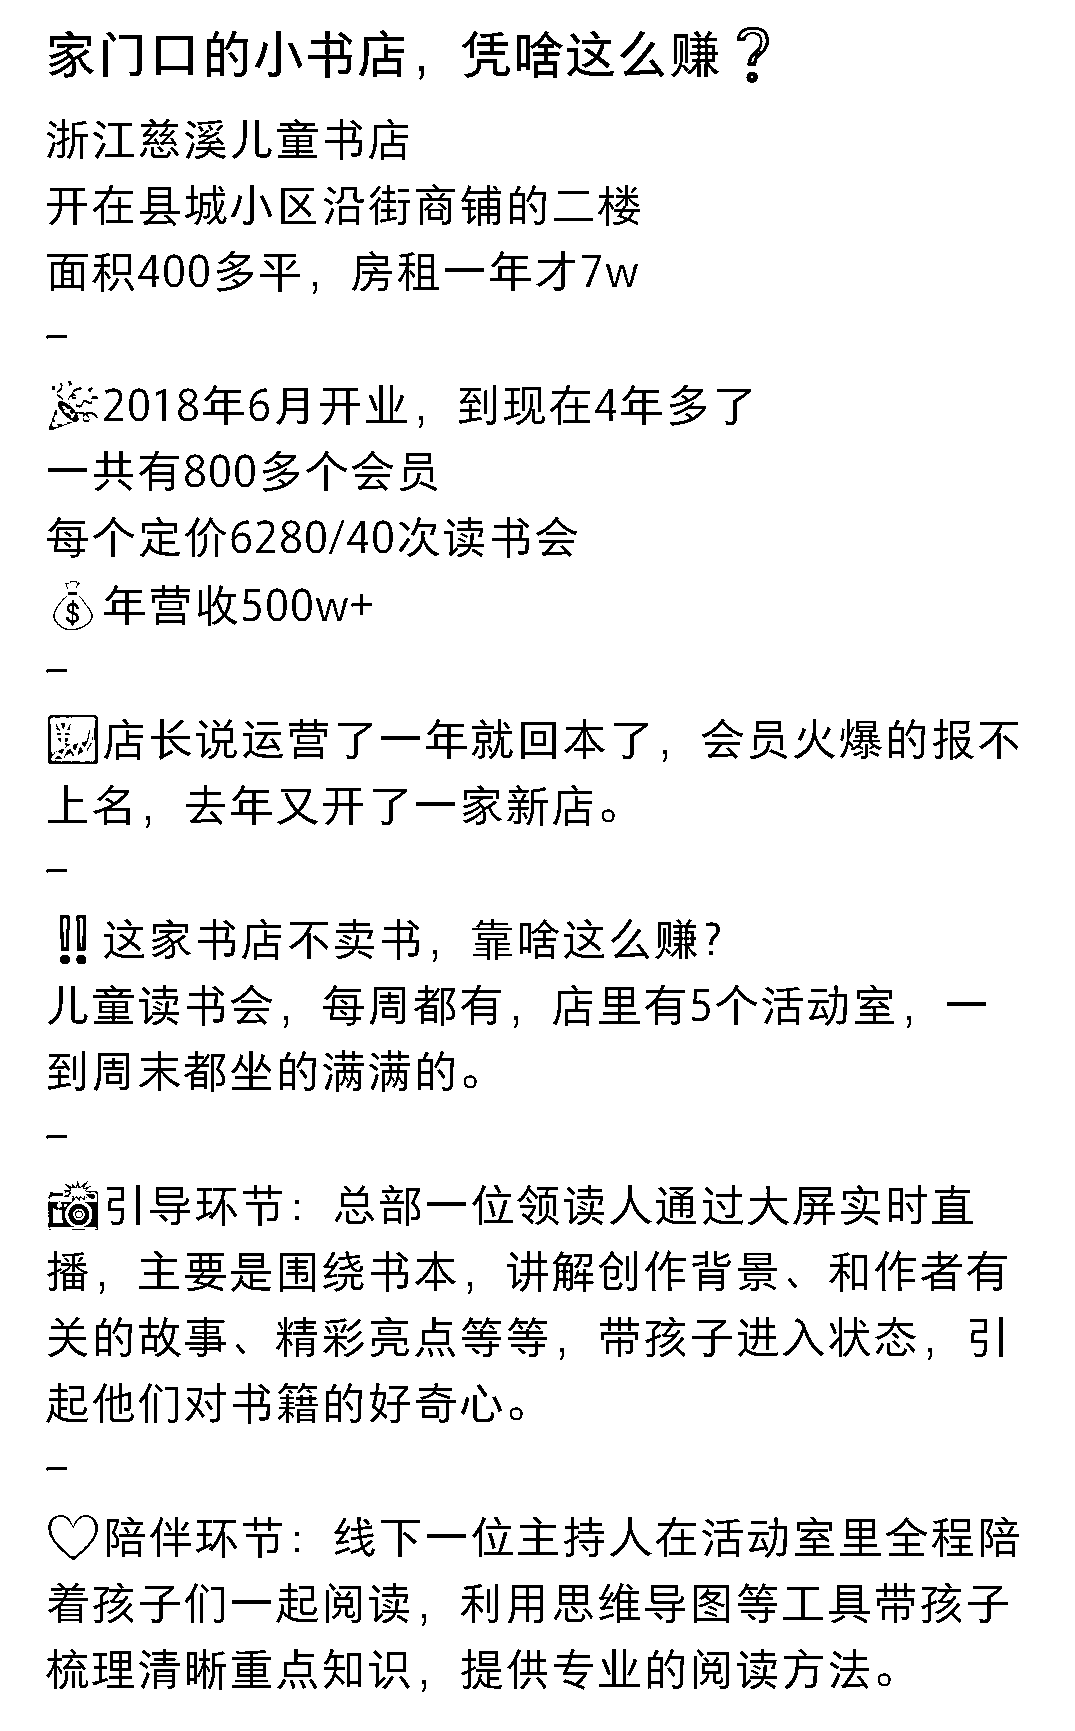 家门口的小书店，凭啥这么赚❓
浙江慈溪儿童书店
开在县城小区沿街商铺的二楼
面积400多平，房租一年才7w
–
🎉2018年6月开业，到现在4年多了
一共有800多个会员
每个定价6280/40次读书会
💰年营收500w+
–
💹店长说运营了一年就回本了，会员火爆的报不
上名，去年又开了一家新店。
–
‼️这家书店不卖书，靠啥这么赚?
儿童读书会，每周都有，店里有5个活动室，一
到周末都坐的满满的。
–
📸引导环节：总部一位领读人通过大屏实时直
播，主要是围绕书本，讲解创作背景、和作者有
关的故事、精彩亮点等等，带孩子进入状态，引
起他们对书籍的好奇心。
–
♡陪伴环节：线下一位主持人在活动室里全程陪
着孩子们一起阅读，利用思维导图等工具带孩子
梳理清晰重点知识，提供专业的阅读方法。